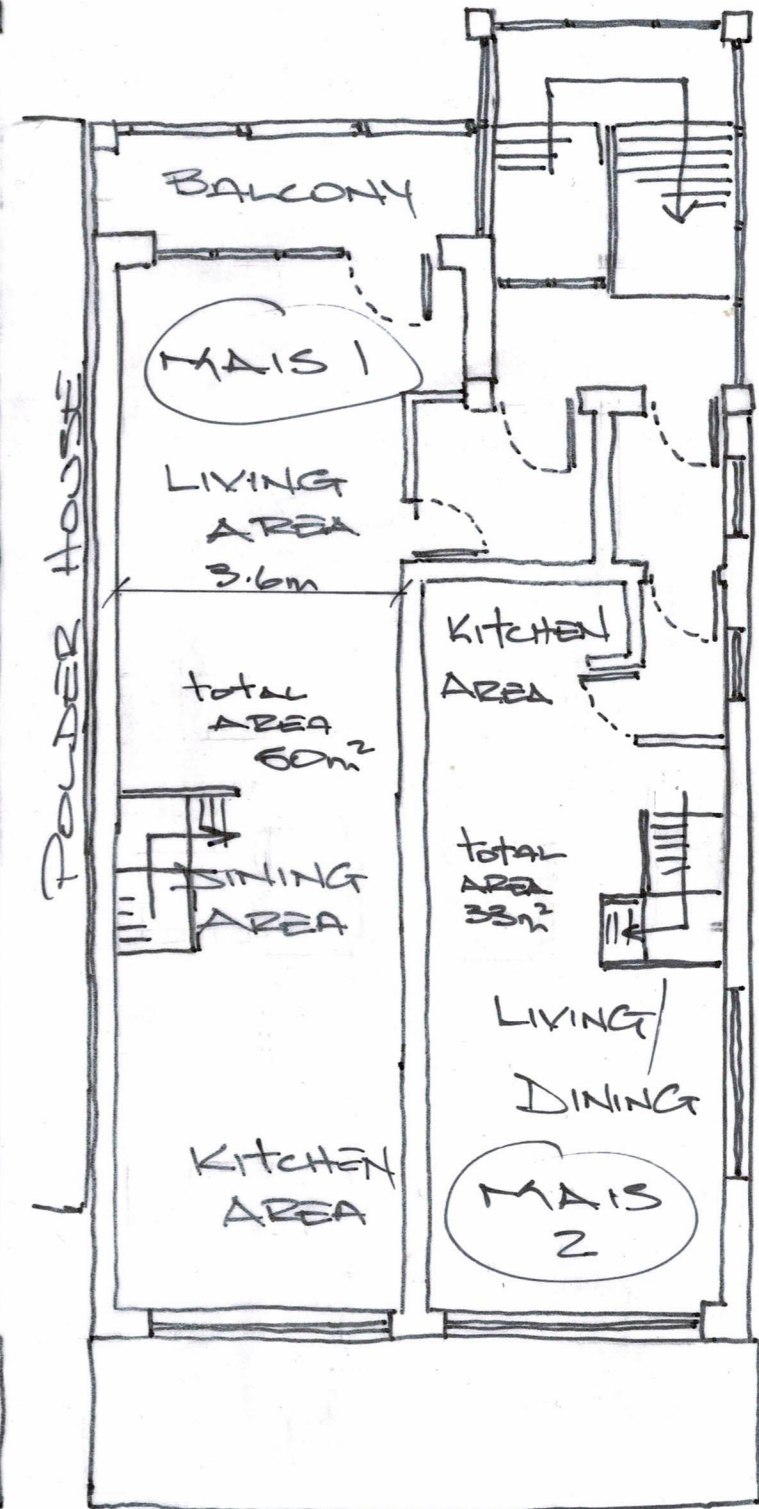 BALCONY
MAIS 1
LIVING
AREA
3.6m
TOTAL
AREA
50m²
DINING
AREA
KITCHEN
AREA
POLDER HOUSE
KITCHEN
AREA
TOTAL
AREA
33m²
LIVING/
DINING
MAIS
2